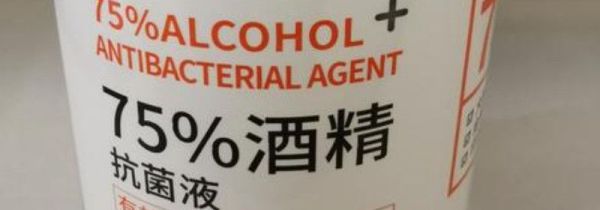 75%ALCOHOL+
ANTIBACTERIAL AGENT
75%酒精
抗菌液